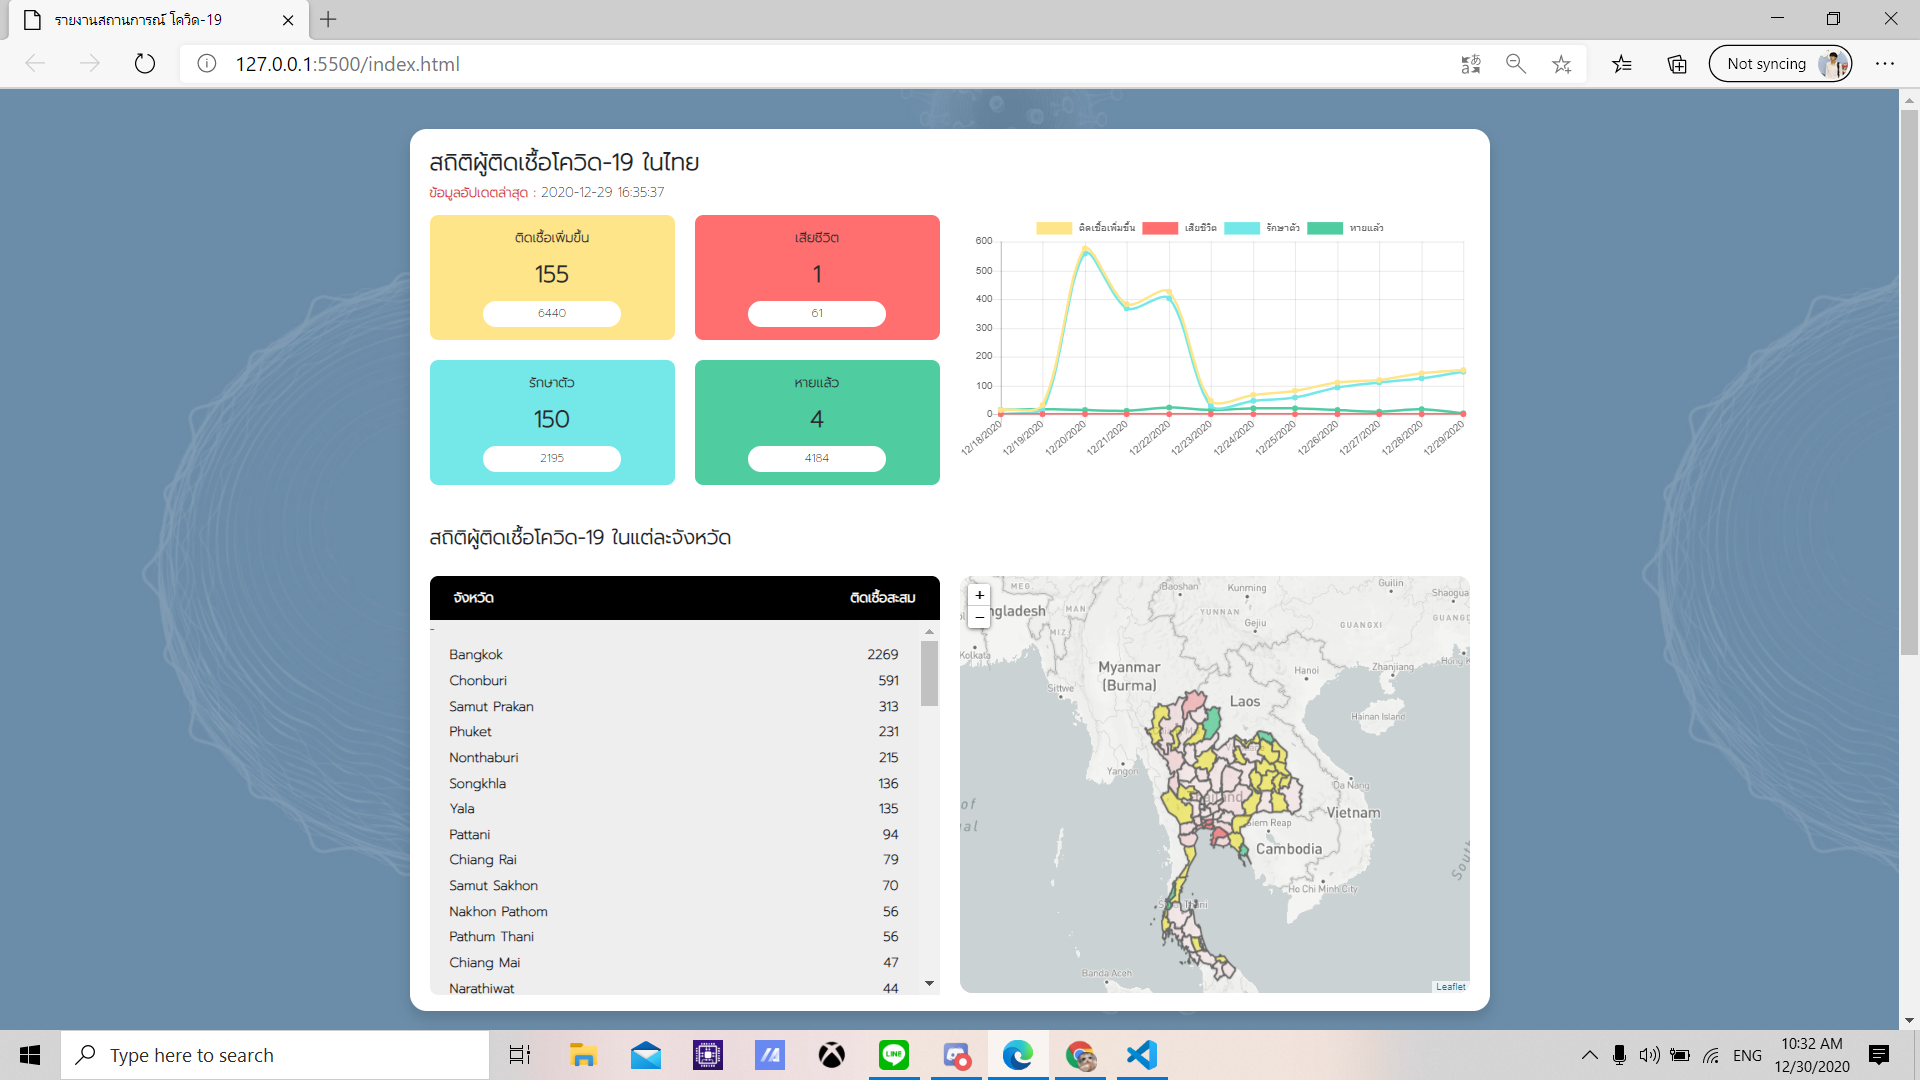 รายงานสถานการณ์ โควิด-19
127.0.0.1:5500/index.html
Not syncing
สถิติผู้ติดเชื้อโควิด-19 ในไทย
ข้อมูลอัปเดตล่าสุด : 2020-12-29 16:35:37
ติดเชื้อเพิ่มขึ้น
155
6440
เสียชีวิต
1
61
รักษาตัว
150
2195
หายแล้ว
4
4184
ติดเชื้อเพิ่มขึ้น เสียชีวิต รักษาตัว หายแล้ว
600
500
400
300
200
100
0
12/18/2020 12/19/2020 12/20/2020 12/21/2020 12/22/2020 12/23/2020 12/24/2020 12/25/2020 12/26/2020 12/27/2020 12/28/2020 12/29/2020
สถิติผู้ติดเชื้อโควิด-19 ในแต่ละจังหวัด
จังหวัด ติดเชื้อสะสม
-
Bangkok 2269
Chonburi 591
Samut Prakan 313
Phuket 231
Nonthaburi 215
Songkhla 136
Yala 135
Pattani 94
Chiang Rai 79
Samut Sakhon 70
Nakhon Pathom 56
Pathum Thani 56
Chiang Mai 47
Narathiwat 44
+
−
MEG.
Baoshan
Kunming
Guilin
Shaogua
ngladesh
MAN
YUNNAN
Gejiu
GUANGXI
GUANGD
MIZ
Kolkata
Myanmar
(Burma)
Hanoi
Zhanjiang
Hong K
Sittwe
Laos
Hainan Island
Yangon
Da Nang
Thailand
of
al
Vietnam
Siem Reap
Cambodia
Ho Chi Minh City
South
Banda Aceh
Leaflet
Type here to search
LINE
ENG
10:32 AM
12/30/2020